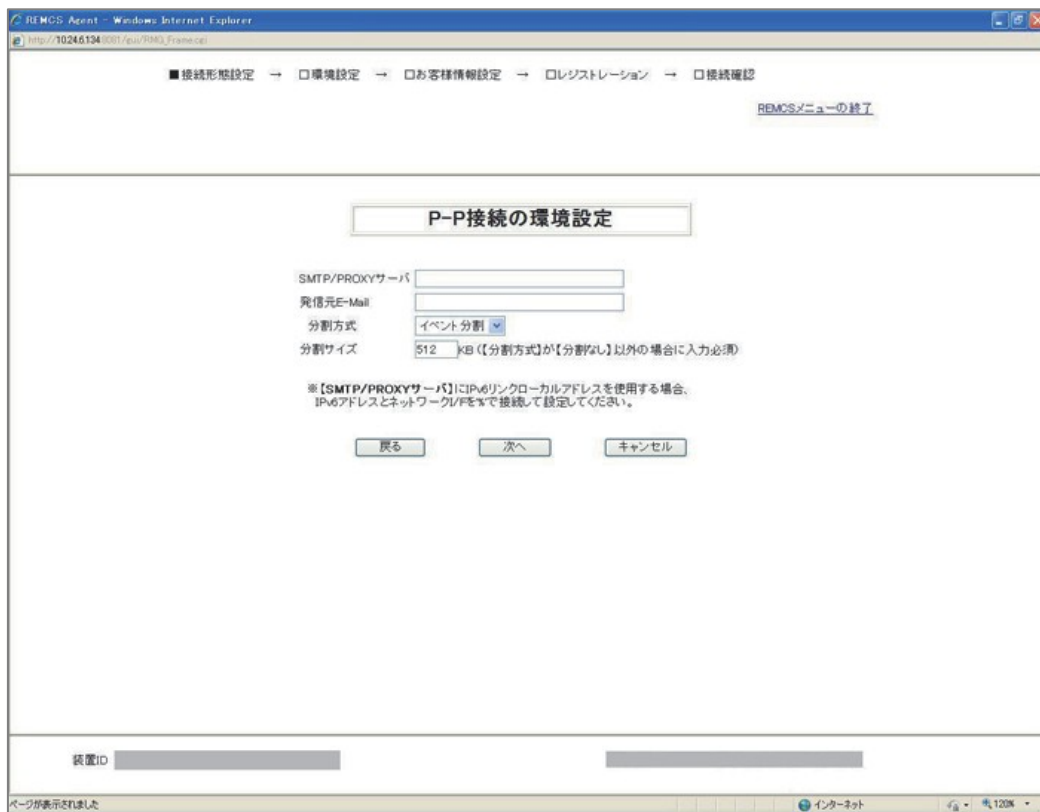 REMCS Agent - Windows Internet Explorer
http://10.24.6.134:8081/gui/RMG_Frame.cgi
■接続形態設定 → □環境設定 → □お客様情報設定 → □レジストレーション → □接続確認
REMCSメニューの終了
P-P接続の環境設定
SMTP/PROXYサーバ
発信元E-Mail
分割方式 イベント分割
分割サイズ 512 KB(【分割方式】が【分割なし】以外の場合に入力必須)
※【SMTP/PROXYサーバ】にIPv6リンクローカルアドレスを使用する場合、
IPv6アドレスとネットワークI/Fを%で接続して設定してください。
戻る 次へ キャンセル
装置ID
ページが表示されました インターネット 120%